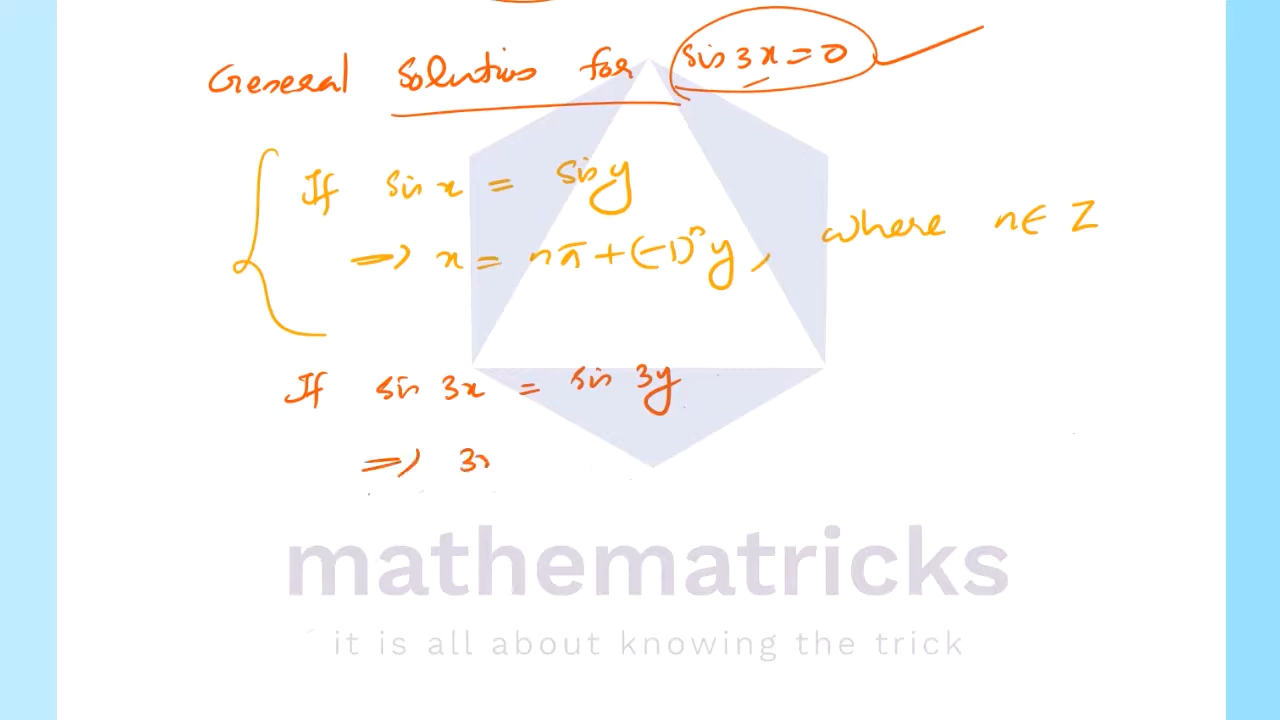 General Solution for sin 3x = 0
If sin x = sin y
⇒ x = nπ + (-1)ⁿ y, where n ∈ Z
If sin 3x = sin 3y
⇒ 3x
mathematricks
it is all about knowing the trick